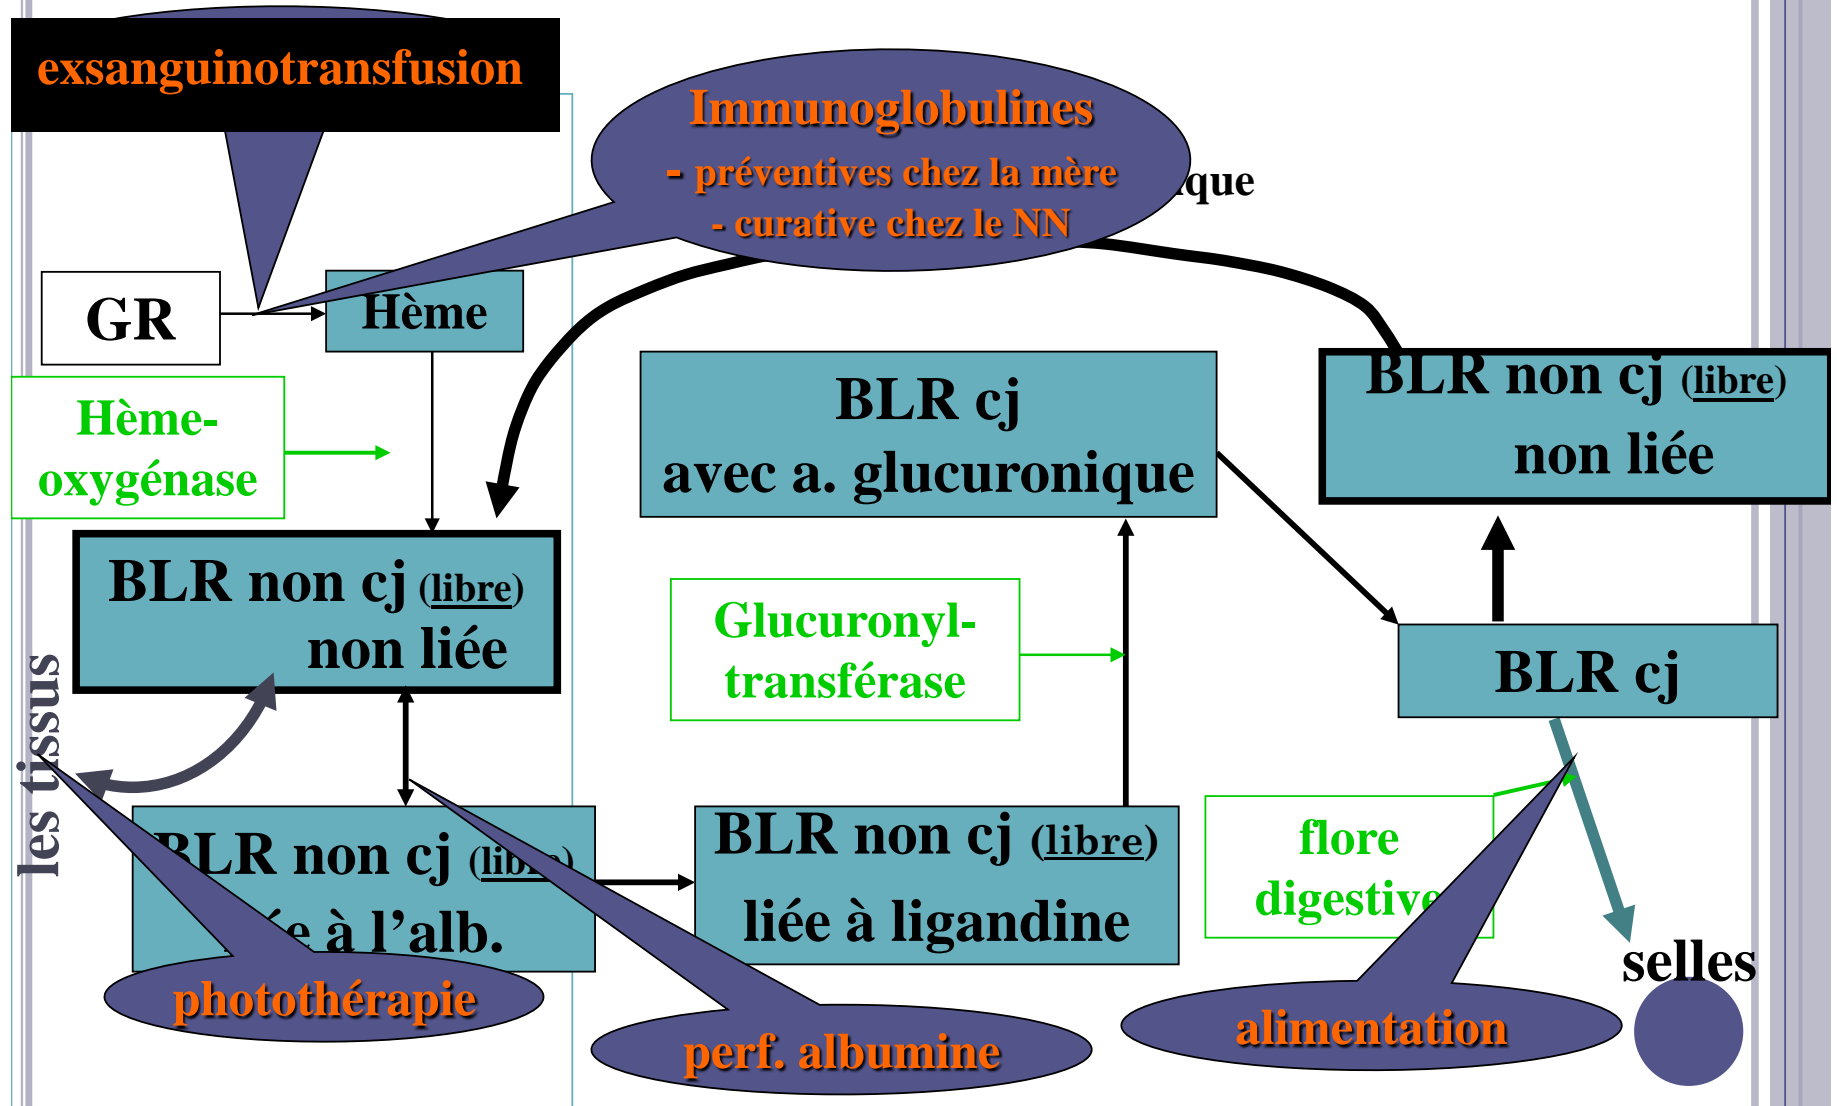 exsanguinotransfusion
Immunoglobulines
- préventives chez la mère
- curative chez le NN
GR
Hème
Hème-
oxygénase
BLR cj
avec a. glucuronique
BLR non cj (libre)
non liée
BLR non cj (libre)
non liée
Glucuronyl-
transférase
BLR cj
les tissus
BLR non cj (libre)
à l’alb.
BLR non cj (libre)
liée à ligandine
flore
digestive
selles
photothérapie
perf. albumine
alimentation